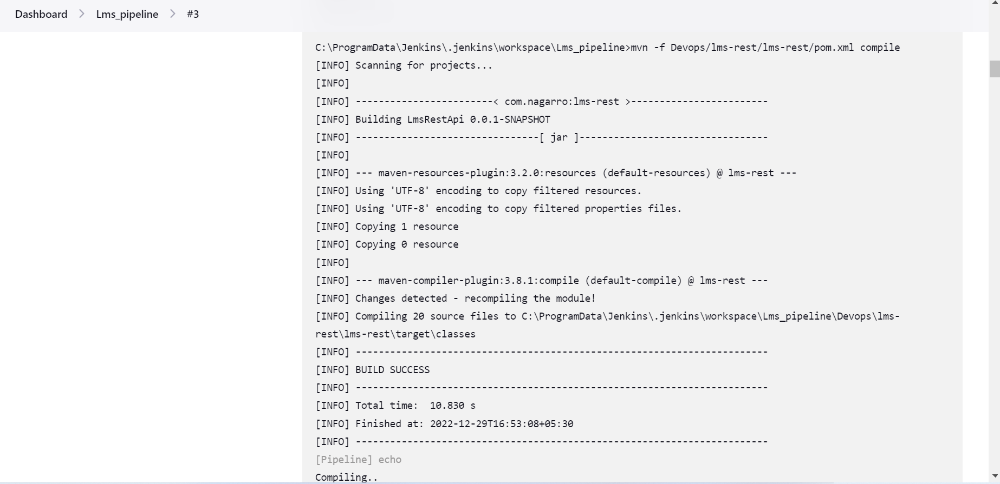 Dashboard > Lms_pipeline > #3
C:\ProgramData\Jenkins\.jenkins\workspace\Lms_pipeline>mvn -f Devops/lms-rest/lms-rest/pom.xml compile
[INFO] Scanning for projects...
[INFO]
[INFO] ------------------------< com.nagarro:lms-rest >------------------------
[INFO] Building LmsRestApi 0.0.1-SNAPSHOT
[INFO] --------------------------------[ jar ]---------------------------------
[INFO]
[INFO] --- maven-resources-plugin:3.2.0:resources (default-resources) @ lms-rest ---
[INFO] Using 'UTF-8' encoding to copy filtered resources.
[INFO] Using 'UTF-8' encoding to copy filtered properties files.
[INFO] Copying 1 resource
[INFO] Copying 0 resource
[INFO]
[INFO] --- maven-compiler-plugin:3.8.1:compile (default-compile) @ lms-rest ---
[INFO] Changes detected - recompiling the module!
[INFO] Compiling 20 source files to C:\ProgramData\Jenkins\.jenkins\workspace\Lms_pipeline\Devops\lms-
rest\lms-rest\target\classes
[INFO] ------------------------------------------------------------------------
[INFO] BUILD SUCCESS
[INFO] ------------------------------------------------------------------------
[INFO] Total time:  10.830 s
[INFO] Finished at: 2022-12-29T16:53:08+05:30
[INFO] ------------------------------------------------------------------------
[Pipeline] echo
Compiling..